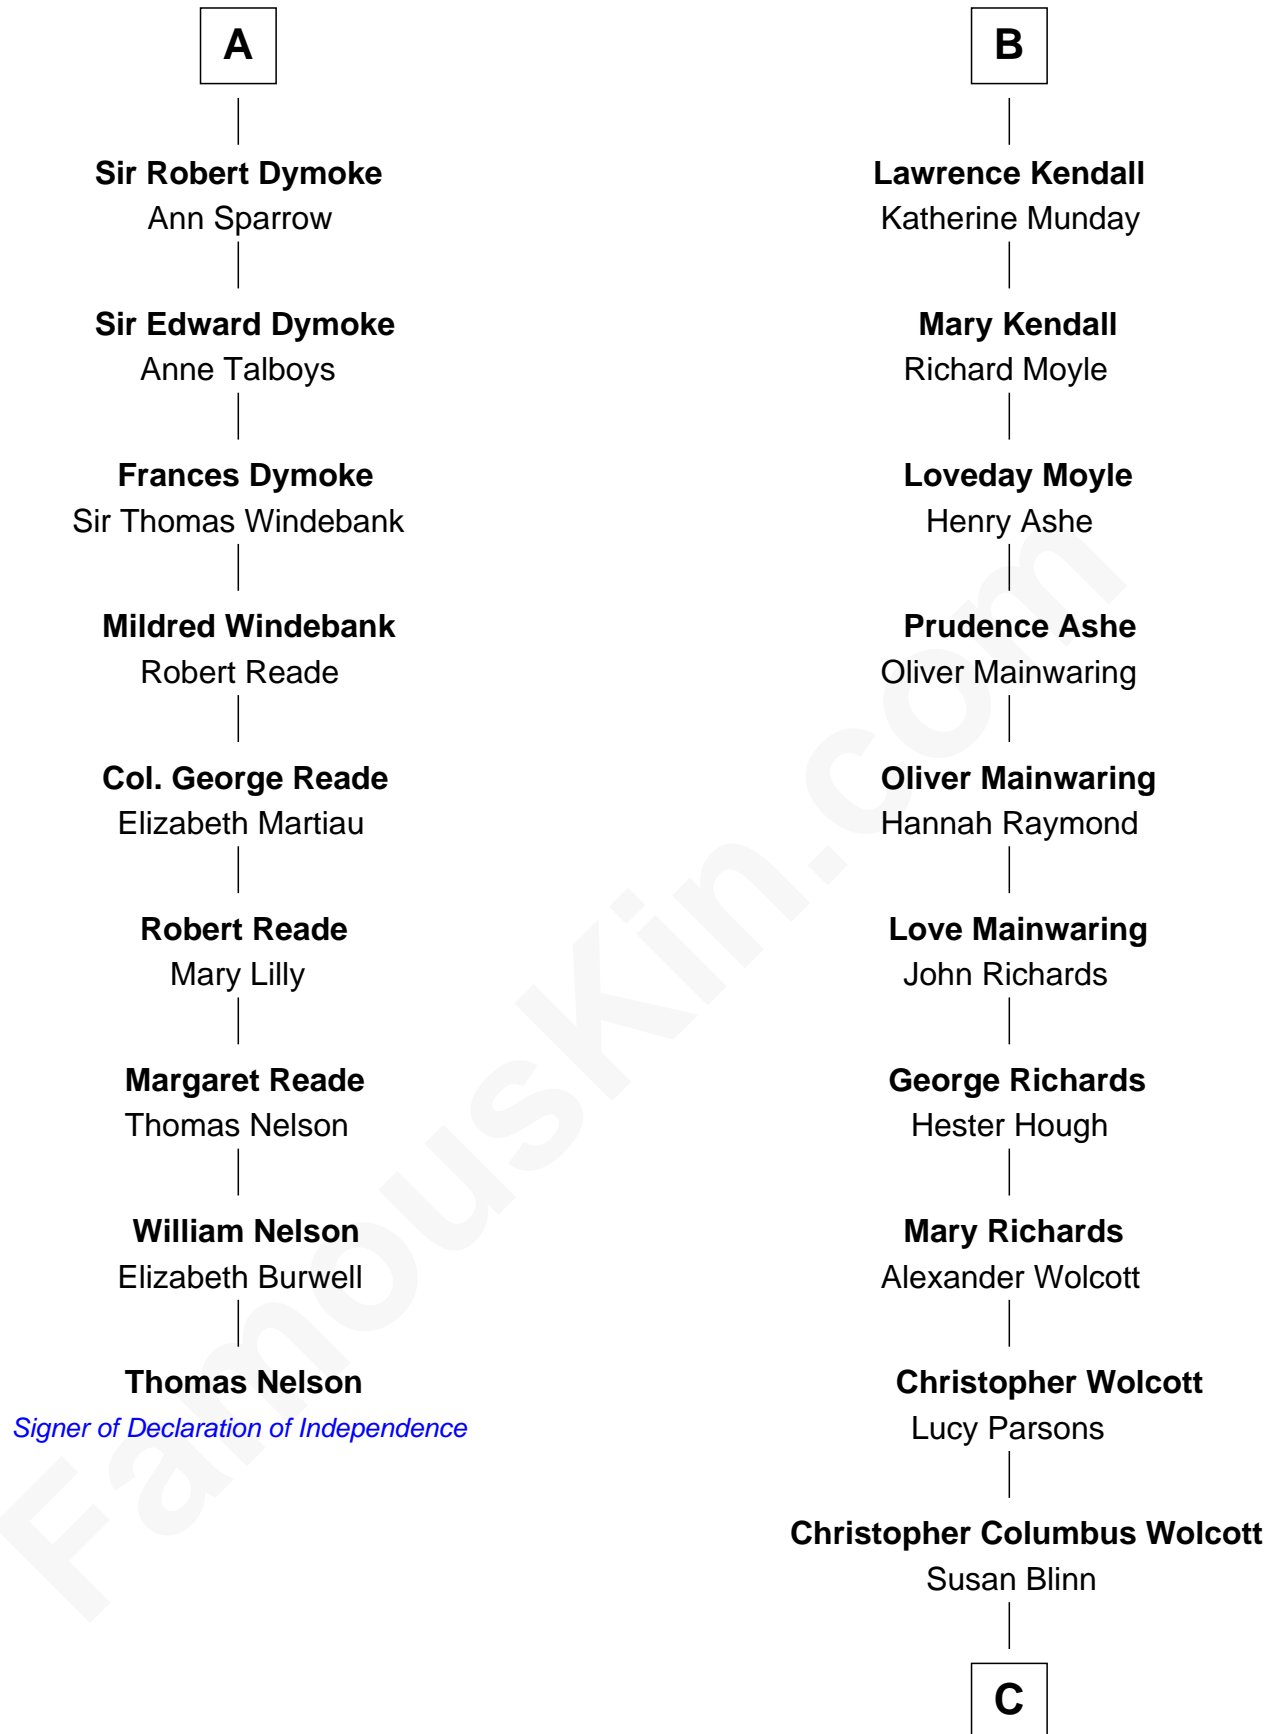 A
Sir Robert Dymoke
Ann Sparrow
Sir Edward Dymoke
Anne Talboys
Frances Dymoke
Sir Thomas Windebank
Mildred Windebank
Robert Reade
Col. George Reade
Elizabeth Martiau
Robert Reade
Mary Lilly
Margaret Reade
Thomas Nelson
William Nelson
Elizabeth Burwell
Thomas Nelson
Signer of Declaration of Independence
B
Lawrence Kendall
Katherine Munday
Mary Kendall
Richard Moyle
Loveday Moyle
Henry Ashe
Prudence Ashe
Oliver Mainwaring
Oliver Mainwaring
Hannah Raymond
Love Mainwaring
John Richards
George Richards
Hester Hough
Mary Richards
Alexander Wolcott
Christopher Wolcott
Lucy Parsons
Christopher Columbus Wolcott
Susan Blinn
C
FamousKin.com